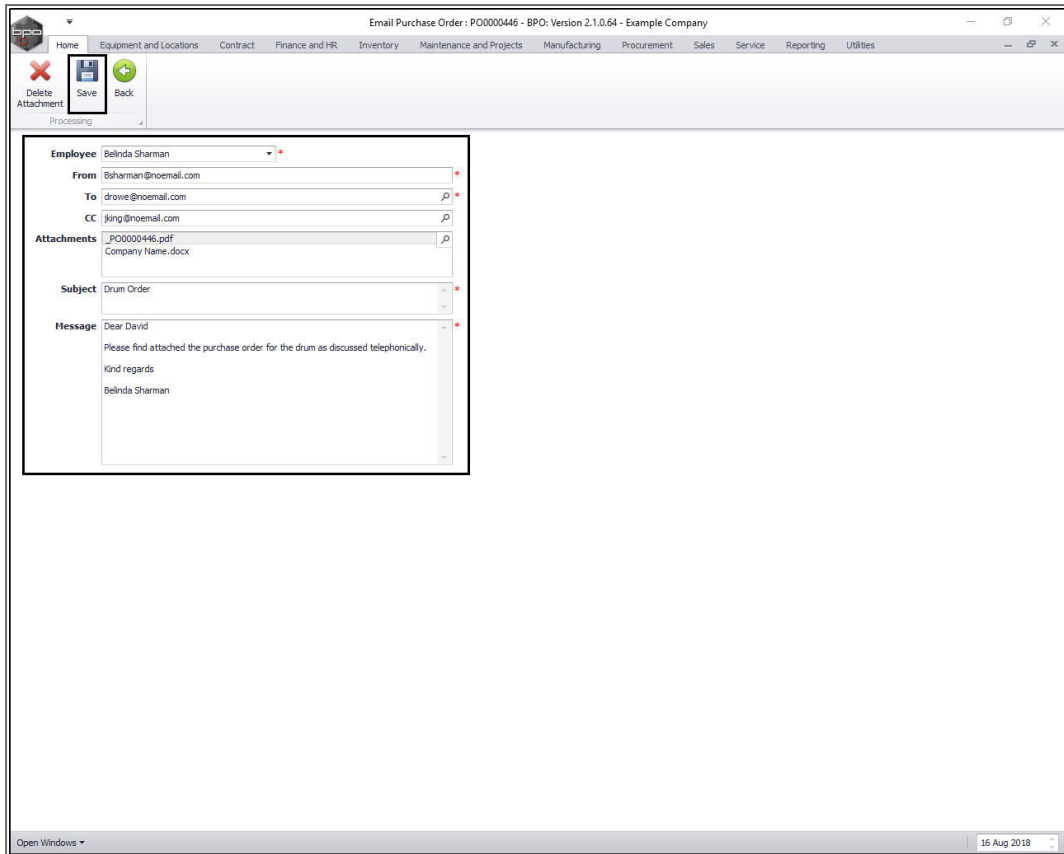 Email Purchase Order : PO0000446 - BPO: Version 2.1.0.64 - Example Company
bpo
Home Equipment and Locations Contract Finance and HR Inventory Maintenance and Projects Manufacturing Procurement Sales Service Reporting Utilities
Delete Attachment Save Back
Processing
Employee Belinda Sharman *
From Bsharman@noemail.com *
To drowe@noemail.com *
CC jking@noemail.com
Attachments _PO0000446.pdf
Company Name.docx
Subject Drum Order *
Message Dear David *
Please find attached the purchase order for the drum as discussed telephonically.
Kind regards
Belinda Sharman
Open Windows 16 Aug 2018